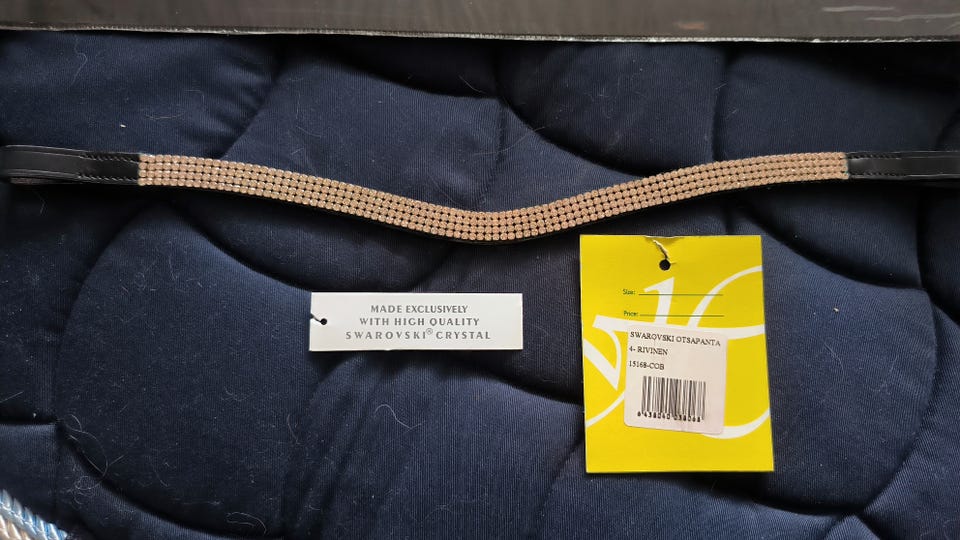 MADE EXCLUSIVELY
WITH HIGH QUALITY
SWAROVSKI® CRYSTAL
Size:
Price:
SWAROVSKI OTSAPANTA
4- RIVINEN
15168-COB